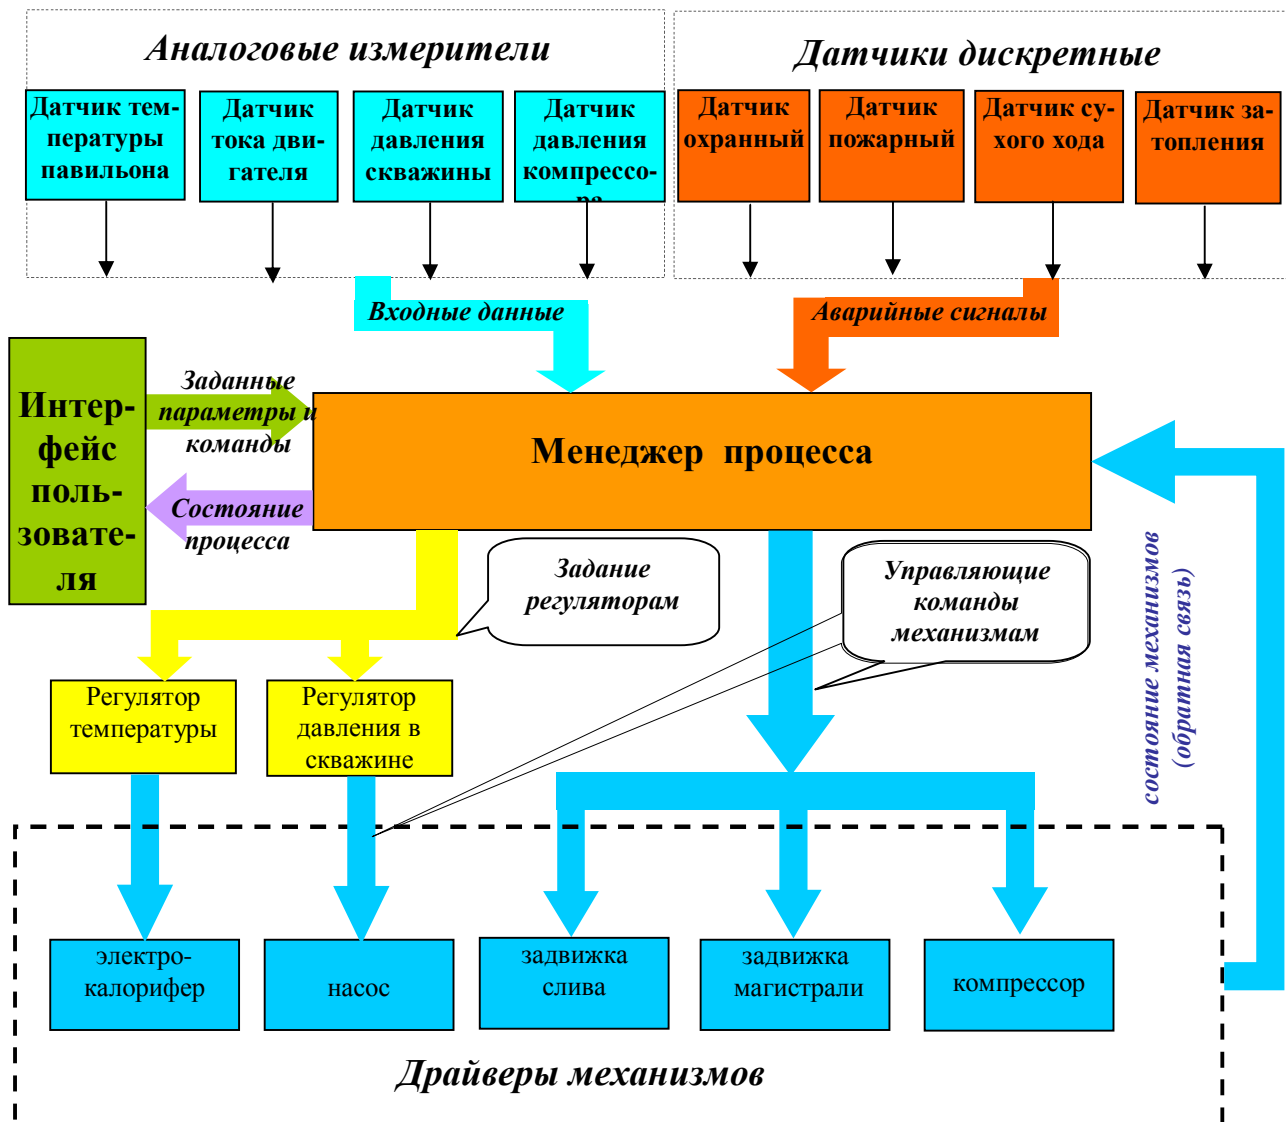 Аналоговые измерители
Датчики дискретные
Датчик тем-
пературы
павильона
Датчик
тока дви-
гателя
Датчик
давления
скважины
Датчик
давления
компрессо-
ра
Датчик
охранный
Датчик
пожарный
Датчик су-
хого хода
Датчик за-
топления
Входные данные
Аварийные сигналы
Интер-
фейс
поль-
зовате-
ля
Заданные
параметры и
команды
Менеджер процесса
Состояние
процесса
Задание
регуляторам
Управляющие
команды
механизмам
состояние механизмов
(обратная связь)
Регулятор
температуры
Регулятор
давления в
скважине
электро-
калорифер
насос
задвижка
слива
задвижка
магистрали
компрессор
Драйверы механизмов